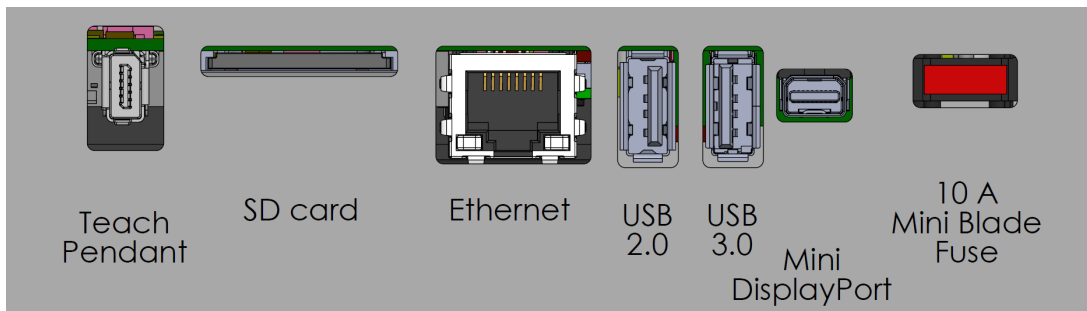 Teach
Pendant
SD card
Ethernet
USB
2.0
USB
3.0
Mini
DisplayPort
10 A
Mini Blade
Fuse